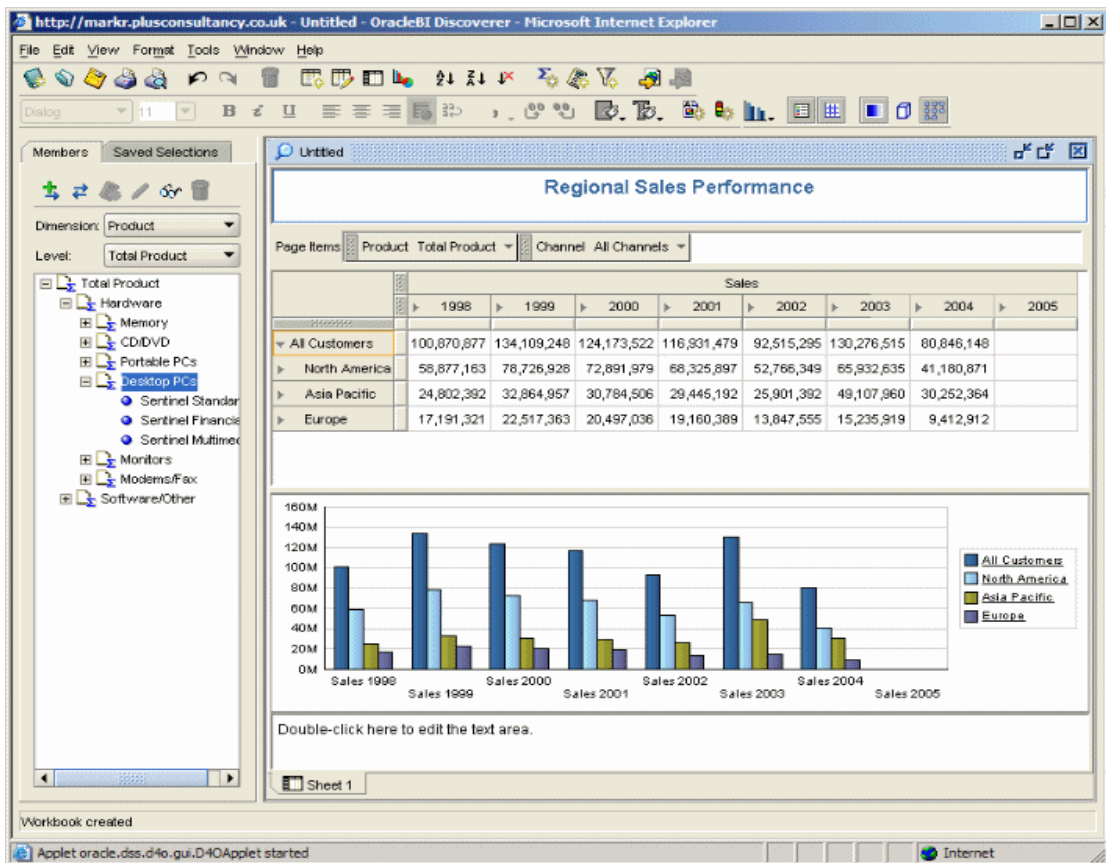 http://markr.plusconsultancy.co.uk - Untitled - OracleBI Discoverer - Microsoft Internet Explorer
File Edit View Format Tools Window Help
Dialog 11 B i U
Members Saved Selections
Dimension: Product
Level: Total Product
Total Product
Hardware
Memory
CD/DVD
Portable PCs
Desktop PCs
Sentinel Standar
Sentinel Financia
Sentinel Multimed
Monitors
Modems/Fax
Software/Other
Untitled
Regional Sales Performance
Page Items: Product Total Product Channel All Channels
Sales
1998 1999 2000 2001 2002 2003 2004 2005
All Customers 100,870,877 134,109,248 124,173,522 116,931,479 92,515,295 130,276,515 80,846,148
North America 58,877,163 78,726,928 72,891,979 68,325,897 52,766,349 65,932,635 41,180,871
Asia Pacific 24,802,392 32,864,957 30,784,506 29,445,192 25,901,392 49,107,960 30,252,364
Europe 17,191,321 22,517,363 20,497,036 19,160,389 13,847,555 15,235,919 9,412,912
160M
140M
120M
100M
80M
60M
40M
20M
0M
Sales 1998 Sales 1999 Sales 2000 Sales 2001 Sales 2002 Sales 2003 Sales 2004 Sales 2005
All Customers
North America
Asia Pacific
Europe
Double-click here to edit the text area.
Sheet 1
Workbook created
Applet oracle.dss.d4o.gui.D4OApplet started Internet